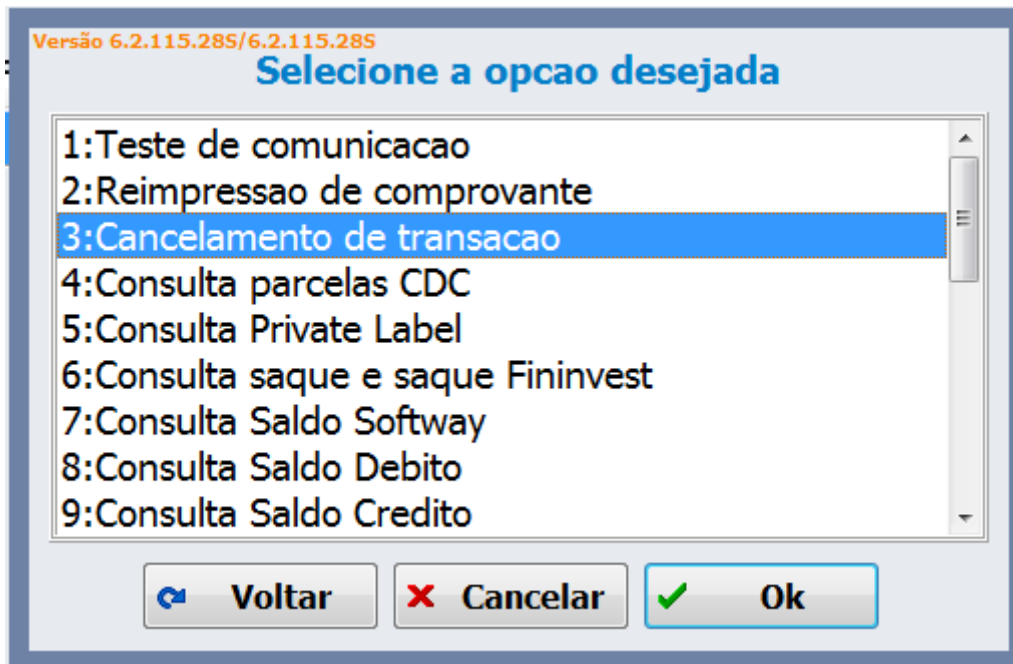 Versão 6.2.115.28S/6.2.115.28S
Selecione a opcao desejada
1:Teste de comunicacao
2:Reimpressao de comprovante
3:Cancelamento de transacao
4:Consulta parcelas CDC
5:Consulta Private Label
6:Consulta saque e saque Fininvest
7:Consulta Saldo Softway
8:Consulta Saldo Debito
9:Consulta Saldo Credito
Voltar
Cancelar
Ok